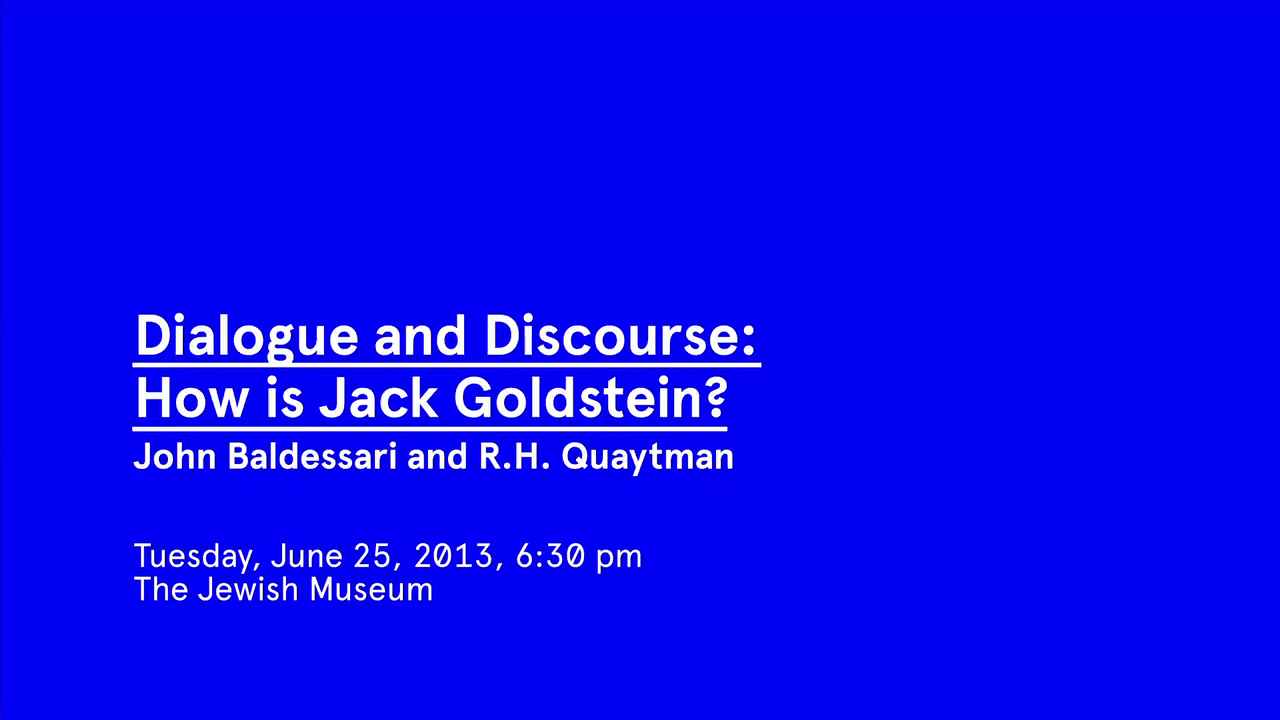 Dialogue and Discourse:
How is Jack Goldstein?
John Baldessari and R.H. Quaytman
Tuesday, June 25, 2013, 6:30 pm
The Jewish Museum